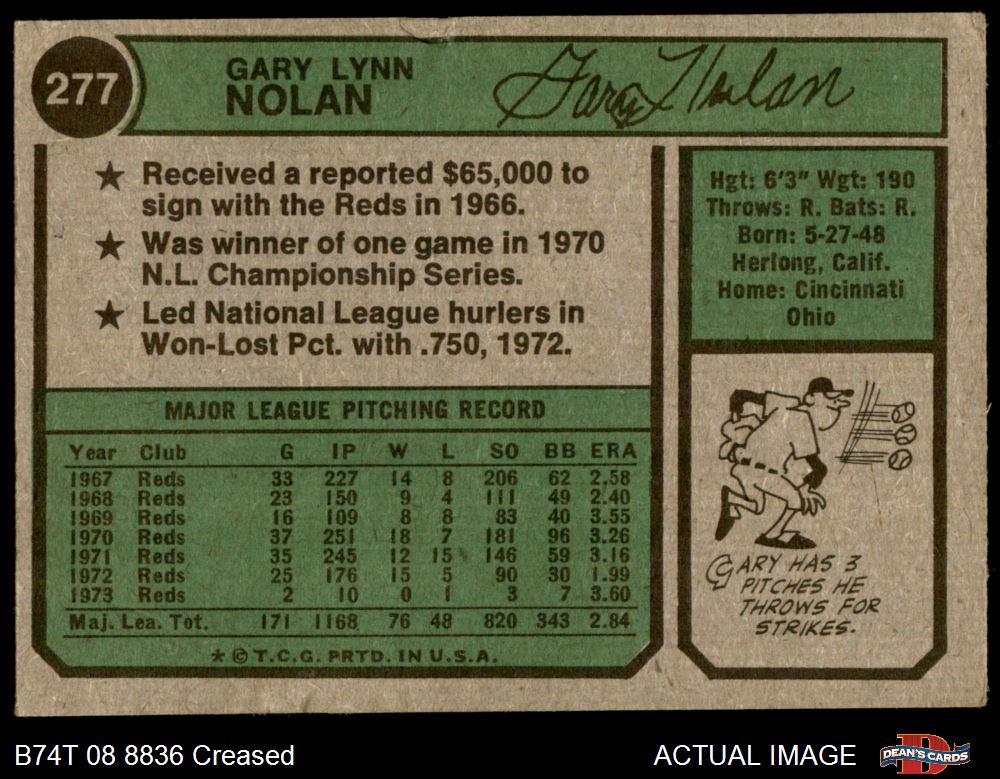 277
GARY LYNN
NOLAN
Gary Nolan
★ Received a reported $65,000 to
sign with the Reds in 1966.
★ Was winner of one game in 1970
N.L. Championship Series.
★ Led National League hurlers in
Won-Lost Pct. with .750, 1972.
Hgt: 6'3" Wgt: 190
Throws: R. Bats: R.
Born: 5-27-48
Herlong, Calif.
Home: Cincinnati
Ohio
MAJOR LEAGUE PITCHING RECORD
Year Club G IP W L SO BB ERA
1967 Reds 33 227 14 8 206 62 2.58
1968 Reds 23 150 9 4 111 49 2.40
1969 Reds 16 109 8 8 83 40 3.55
1970 Reds 37 251 18 7 181 96 3.26
1971 Reds 35 245 12 15 146 59 3.16
1972 Reds 25 176 15 5 90 30 1.99
1973 Reds 2 10 0 1 3 7 3.60
Maj. Lea. Tot. 171 1168 76 48 820 343 2.84
* © T.C.G. PRTD. IN U.S.A.
GARY HAS 3
PITCHES HE
THROWS FOR
STRIKES.
B74T 08 8836 Creased
ACTUAL IMAGE
DEAN'S CARDS